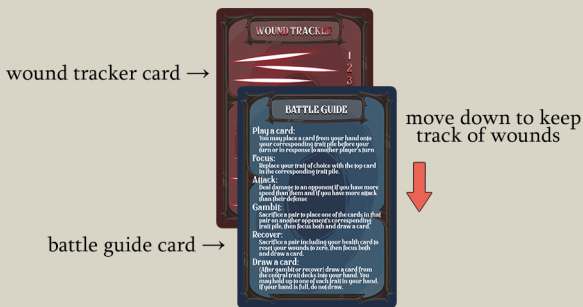 WOUND TRACKER
1
2
3
wound tracker card →
BATTLE GUIDE
Play a card:
You may place a card from your hand onto
your corresponding trait pile before your
turn or in response to another player's turn
Focus:
Replace your trait of choice with the top card
in the corresponding trait pile.
Attack:
Deal damage to an opponent if you have more
speed than them and if you have more attack
than their defense
Gambit:
Sacrifice a pair to place one of the cards in that
pair on another opponent's corresponding
trait pile, then focus both and draw a card.
Recover:
Sacrifice a pair including your health card to
reset your wounds to zero, then focus both
and draw a card.
Draw a card:
(After gambit or recover) draw a card from
the central trait decks into your hand. You
may hold up to one of each trait in your hand.
If your hand is full, do not draw.
move down to keep
track of wounds
battle guide card →